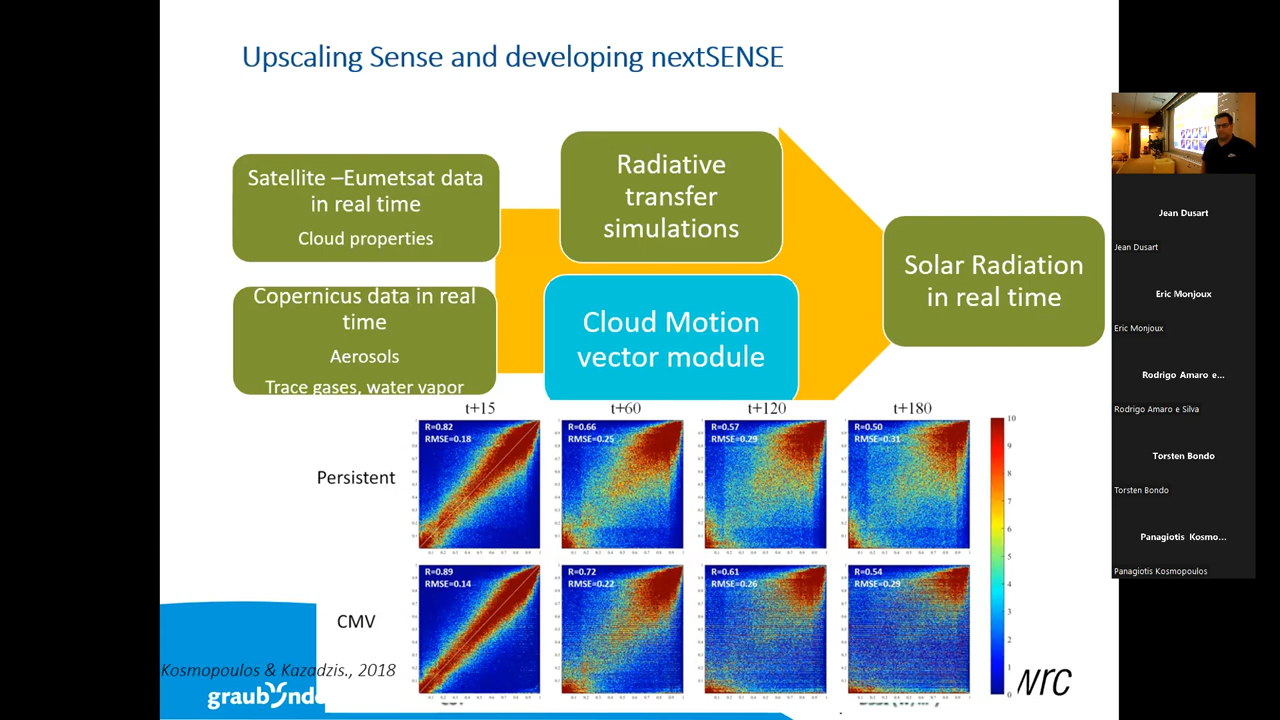 Upscaling Sense and developing nextSENSE
Satellite –Eumetsat data
in real time
Cloud properties
Copernicus data in real
time
Aerosols
Trace gases, water vapor
Radiative
transfer
simulations
Cloud Motion
vector module
Solar Radiation
in real time
t+15
t+60
t+120
t+180
Persistent
R=0.82
RMSE=0.18
R=0.66
RMSE=0.25
R=0.57
RMSE=0.29
R=0.50
RMSE=0.31
CMV
R=0.89
RMSE=0.14
R=0.72
RMSE=0.22
R=0.61
RMSE=0.26
R=0.54
RMSE=0.29
10
9
8
7
6
5
4
3
2
1
0
Kosmopoulos & Kazadzis., 2018
graubünde
wrc
Jean Dusart
Jean Dusart
Eric Monjoux
Eric Monjoux
Rodrigo Amaro e...
Rodrigo Amaro e Silva
Torsten Bondo
Torsten Bondo
Panagiotis Kosmo...
Panagiotis Kosmopoulos